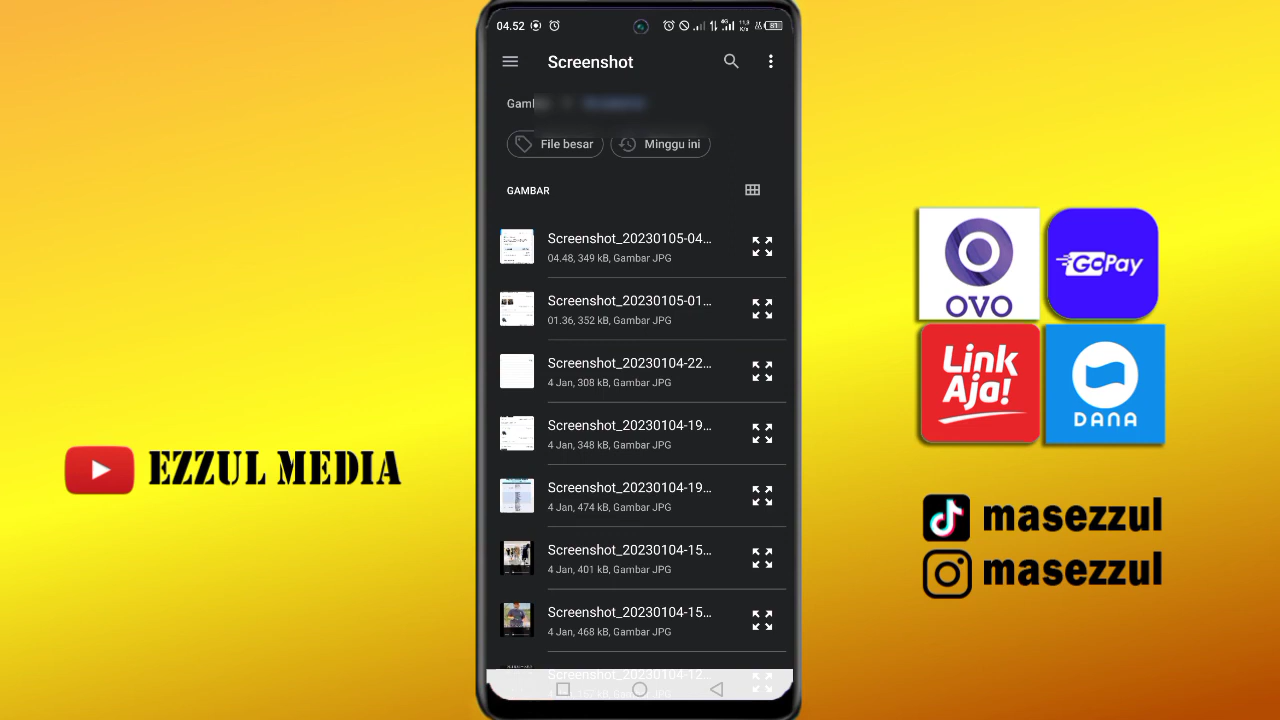 04.52
81
Screenshot
File besar
Minggu ini
GAMBAR
Screenshot_20230105-04...
04.48, 349 kB, Gambar JPG
Screenshot_20230105-01...
01.36, 352 kB, Gambar JPG
Screenshot_20230104-22...
4 Jan, 308 kB, Gambar JPG
Screenshot_20230104-19...
4 Jan, 348 kB, Gambar JPG
Screenshot_20230104-19...
4 Jan, 474 kB, Gambar JPG
Screenshot_20230104-15...
4 Jan, 401 kB, Gambar JPG
Screenshot_20230104-15...
4 Jan, 468 kB, Gambar JPG
Screenshot_20230104-12...
EZZUL MEDIA
OVO
GoPay
Link
Aja!
DANA
masezzul
masezzul